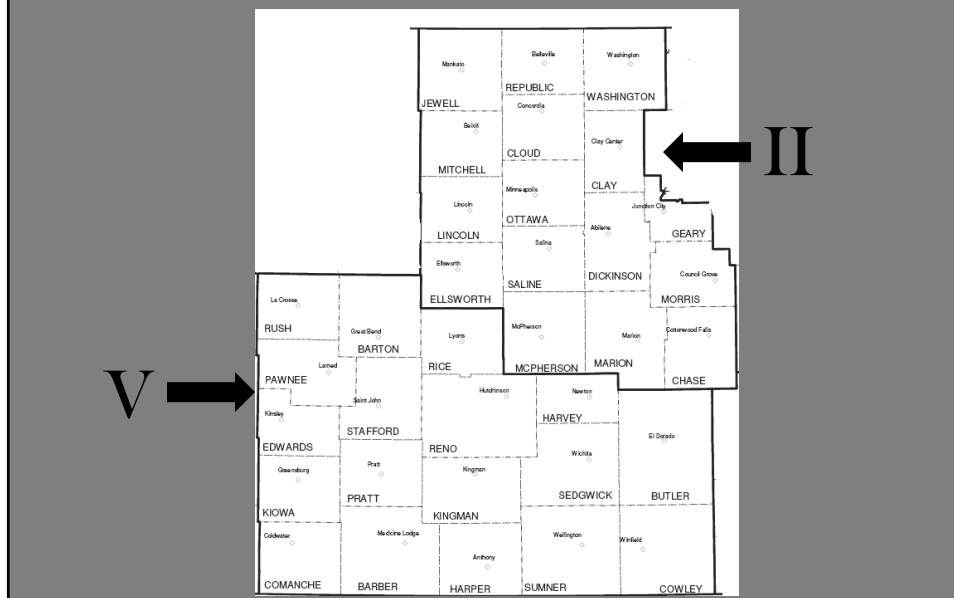 Mankato
Belleville
Washington
JEWELL
REPUBLIC
WASHINGTON
Concordia
Beloit
Clay Center
II
MITCHELL
CLOUD
CLAY
Minneapolis
Lincoln
Junction City
OTTAWA
Abilene
LINCOLN
Salina
GEARY
Ellsworth
Council Grove
SALINE
DICKINSON
ELLSWORTH
MORRIS
La Crosse
RUSH
Great Bend
Lyons
McPherson
Marion
Cottonwood Falls
BARTON
RICE
MCPHERSON
MARION
CHASE
Larned
PAWNEE
V
Hutchinson
Newton
Saint John
Kinsley
HARVEY
STAFFORD
EDWARDS
RENO
El Dorado
Wichita
Greensburg
Pratt
Kingman
PRATT
SEDGWICK
BUTLER
KIOWA
KINGMAN
Coldwater
Medicine Lodge
Wellington
Winfield
Anthony
COMANCHE
BARBER
HARPER
SUMNER
COWLEY